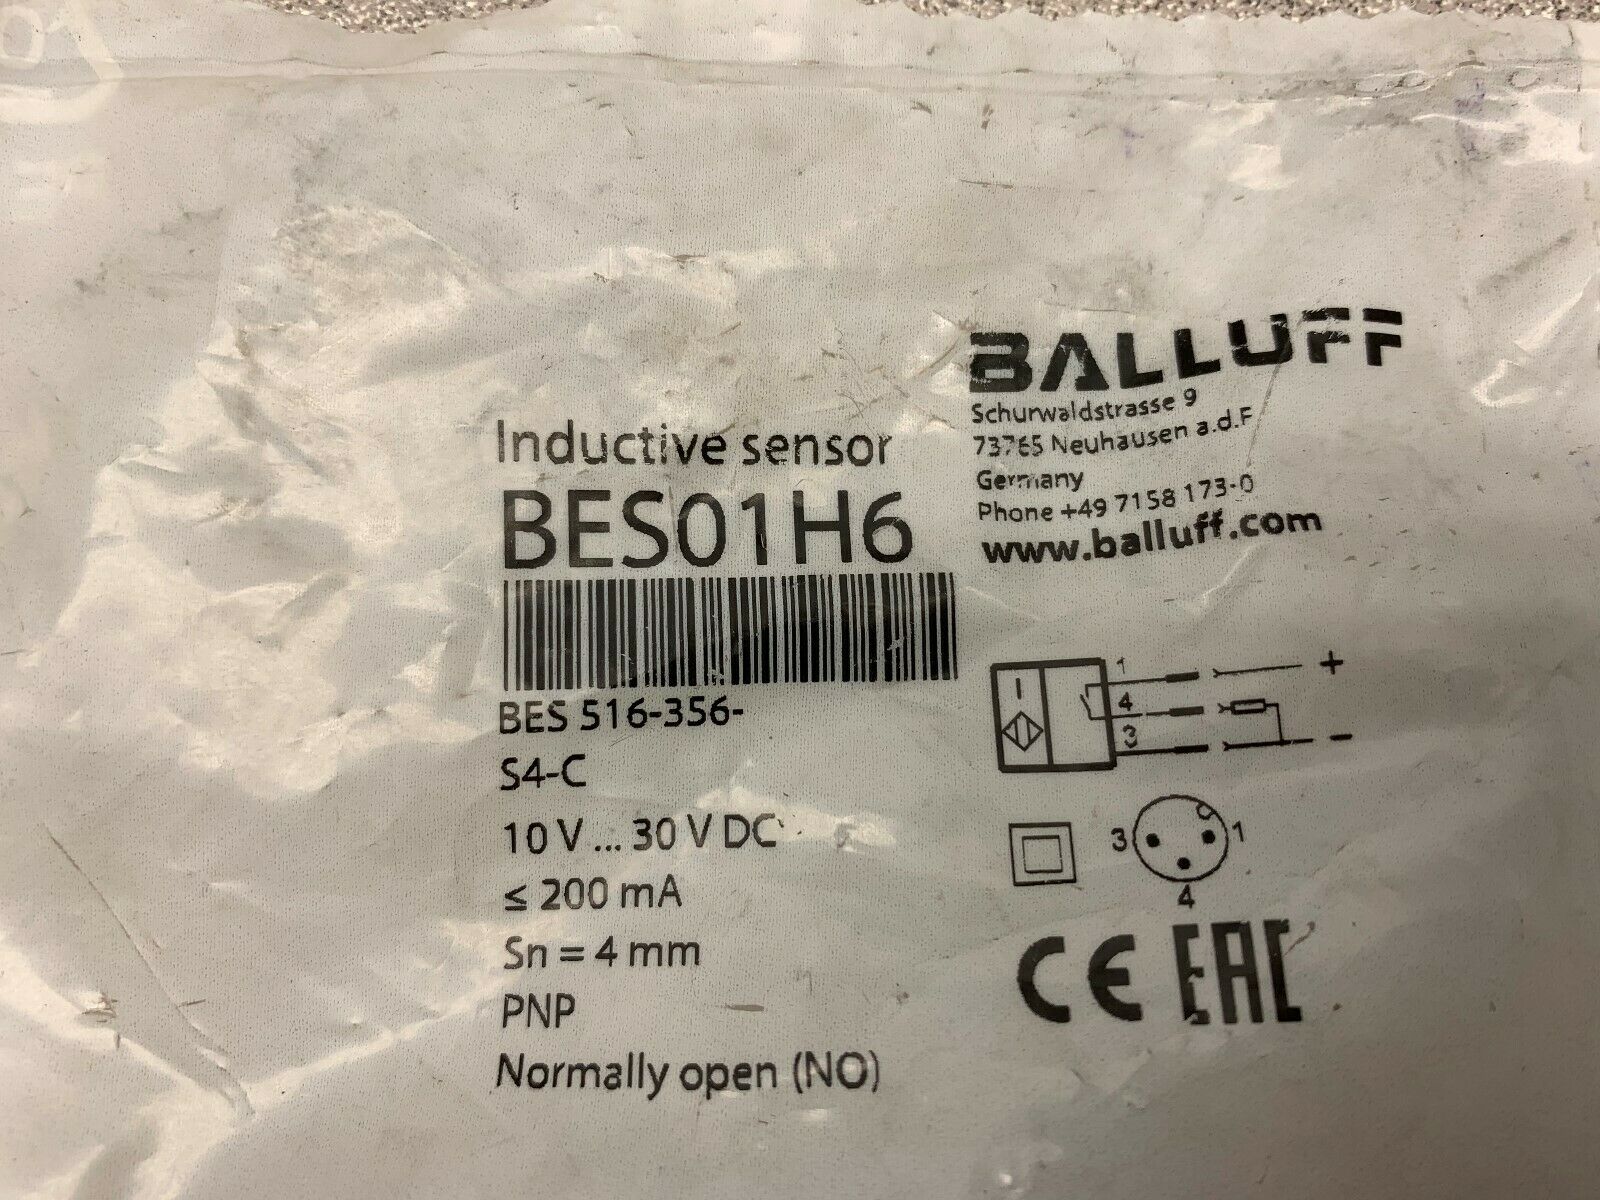 BALLUFF
Schurwaldstrasse 9
73765 Neuhausen a.d.F
Germany
Phone +49 7158 173-0
www.balluff.com
Inductive sensor
BES01H6
BES 516-356-
S4-C
10 V ... 30 V DC
≤ 200 mA
Sn = 4 mm
PNP
Normally open (NO)
1 +
4
3 -
3 1
4
CE EAC